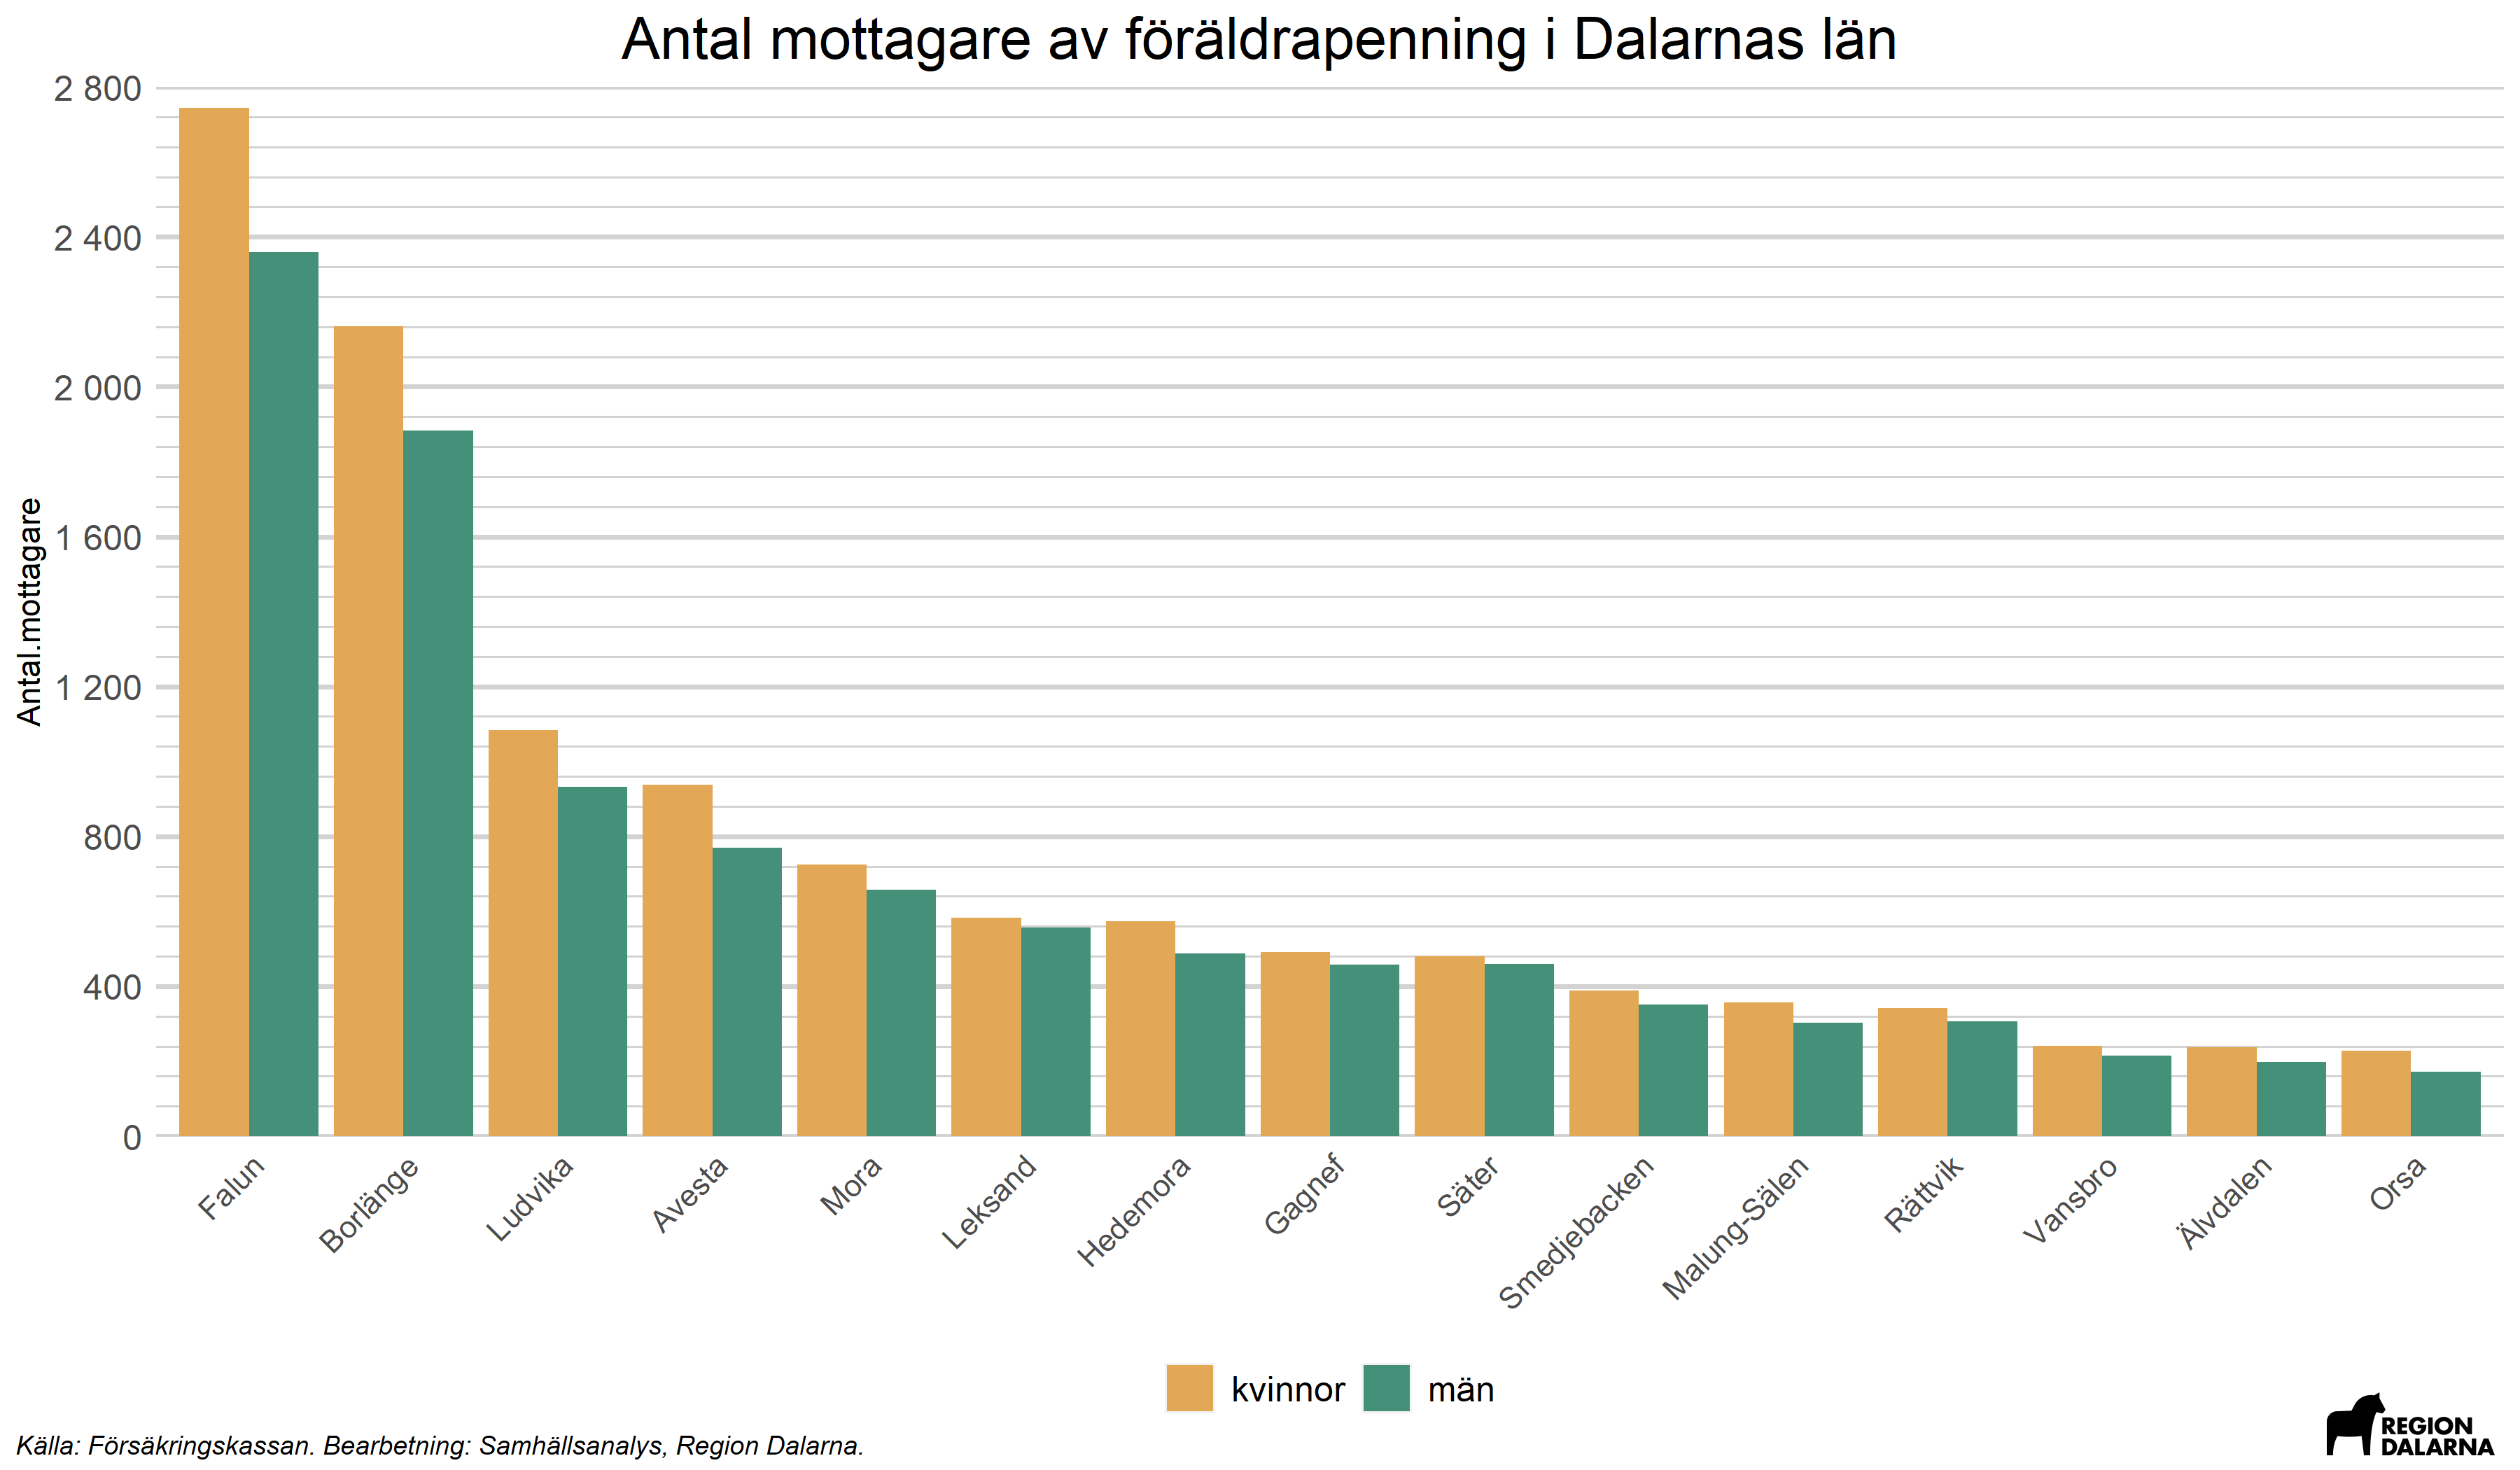 Antal mottagare av föräldrapenning i Dalarnas län
Antal.mottagare
2 800
2 400
2 000
1 600
1 200
800
400
0
Falun
Borlänge
Ludvika
Avesta
Mora
Leksand
Hedemora
Gagnef
Säter
Smedjebacken
Malung-Sälen
Rättvik
Vansbro
Älvdalen
Orsa
kvinnor
män
Källa: Försäkringskassan. Bearbetning: Samhällsanalys, Region Dalarna.
REGION
DALARNA